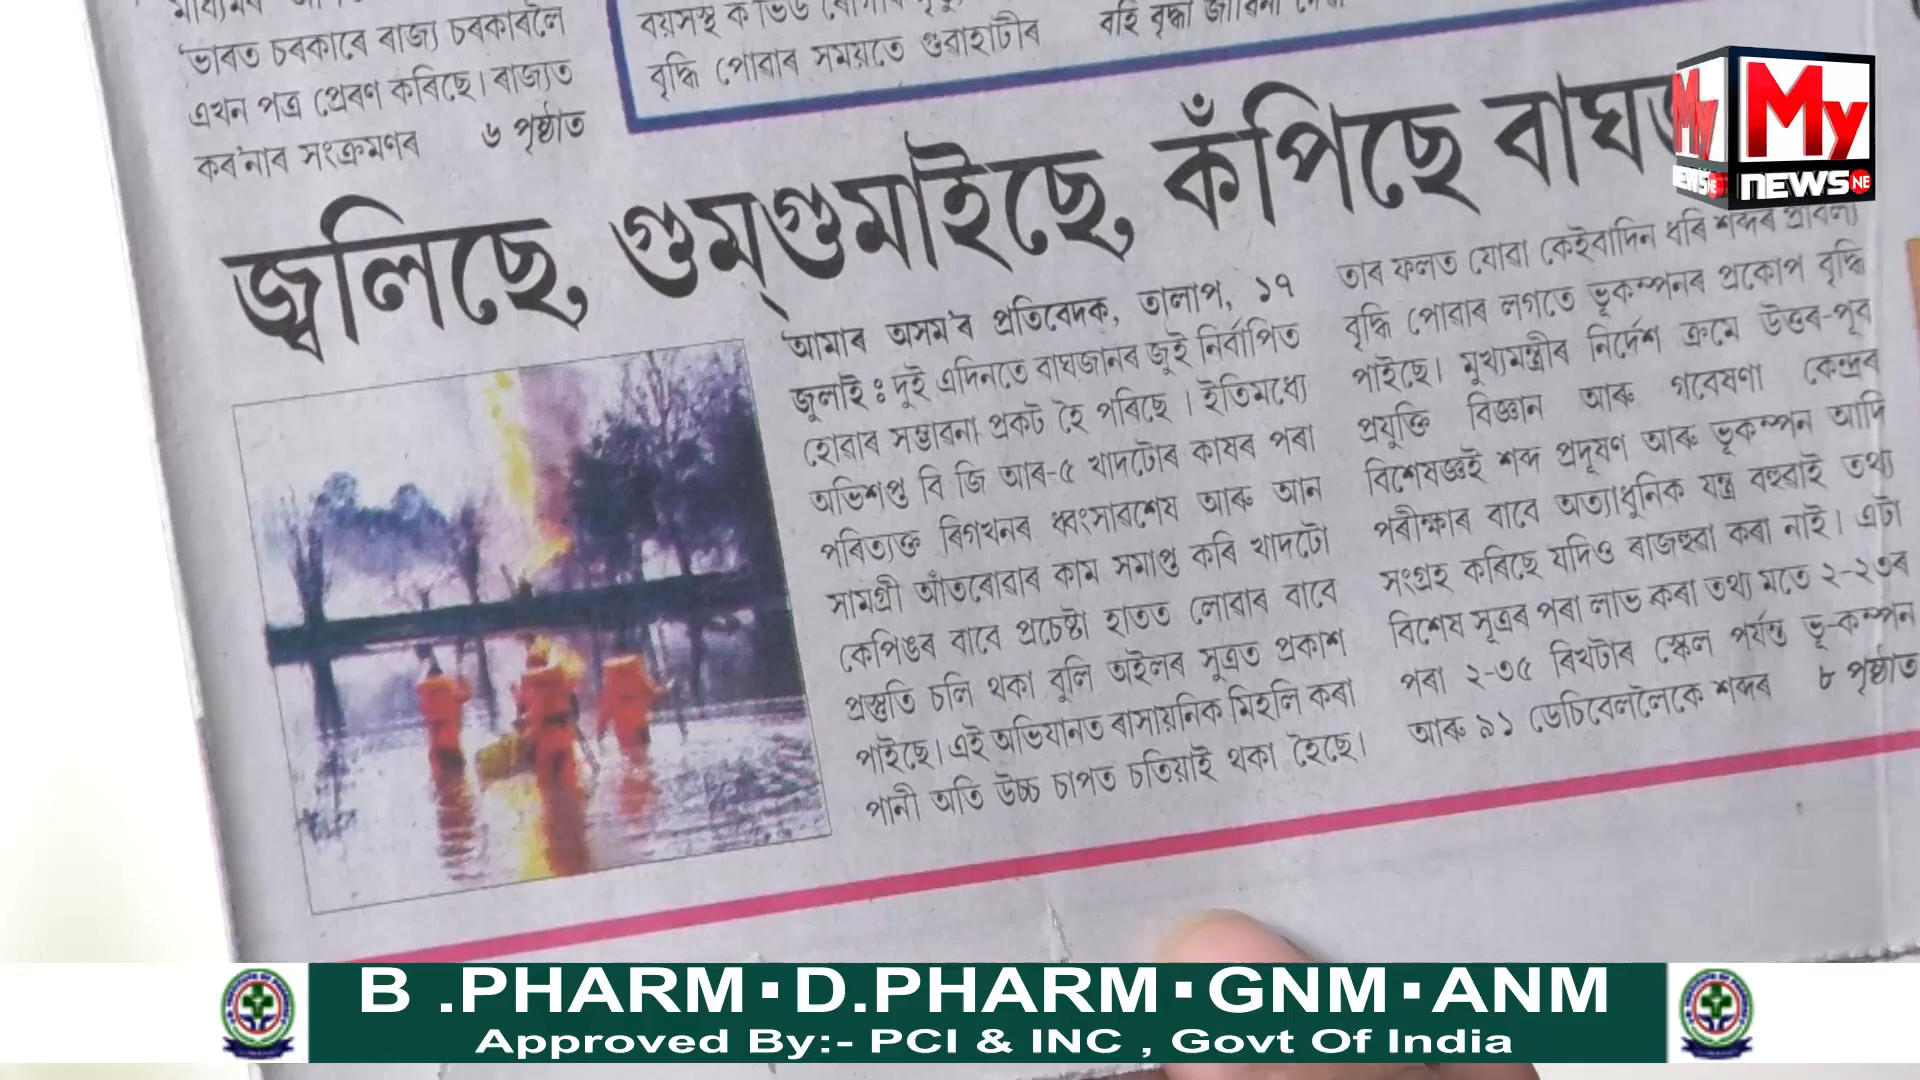 ভাৰত চৰকাৰে ৰাজ্য চৰকাৰলৈ
এখন পত্ৰ প্ৰেৰণ কৰিছে। ৰাজ্যত
কৰ'নাৰ সংক্ৰমণৰ ৬ পৃষ্ঠাত
বৃদ্ধি পোৱাৰ সময়তে গুৱাহাটীৰ
জ্বলিছে, গুম্‌গুমাইছে, কঁপিছে
'আমাৰ অসম'ৰ প্ৰতিবেদক, তালাপ, ১৭
জুলাই ঃ দুই এদিনতে বাঘজানৰ জুই নিৰ্বাপিত
হোৱাৰ সম্ভাৱনা প্ৰকট হৈ পৰিছে । ইতিমধ্যে
অভিশপ্ত বি জি আৰ-৫ খাদটোৰ কাষৰ পৰা
পৰিত্যক্ত ৰিগখনৰ ধ্বংসাৱশেষ আৰু আন
সামগ্ৰী আঁতৰোৱাৰ কাম সমাপ্ত কৰি খাদটো
কেপিঙৰ বাবে প্ৰচেষ্টা হাতত লোৱাৰ বাবে
প্ৰস্তুতি চলি থকা বুলি অইলৰ সূত্ৰত প্ৰকাশ
পাইছে। এই অভিযানত ৰাসায়নিক মিহলি কৰা
পানী অতি উচ্চ চাপত চতিয়াই থকা হৈছে।
তাৰ ফলত যোৱা কেইবাদিন ধৰি শব্দৰ প্ৰাবল্য
বৃদ্ধি পোৱাৰ লগতে ভূকম্পনৰ প্ৰকোপ বৃদ্ধি
পাইছে। মুখ্যমন্ত্ৰীৰ নিৰ্দেশ ক্ৰমে উত্তৰ-পূব
প্ৰযুক্তি বিজ্ঞান আৰু গবেষণা কেন্দ্ৰৰ
বিশেষজ্ঞই শব্দ প্ৰদূষণ আৰু ভূকম্পন আদি
পৰীক্ষাৰ বাবে অত্যাধুনিক যন্ত্ৰ বহুৱাই তথ্য
সংগ্ৰহ কৰিছে যদিও ৰাজহুৱা কৰা নাই। এটা
বিশেষ সূত্ৰৰ পৰা লাভ কৰা তথ্য মতে ২-২৩ৰ
পৰা ২-৩৫ ৰিখটাৰ স্কেল পৰ্যন্ত ভূ-কম্পন
আৰু ৯১ ডেচিবেললৈকে শব্দৰ ৮ পৃষ্ঠাত
My
NEWS NE
B .PHARM▪D.PHARM▪GNM▪ANM
Approved By:- PCI & INC , Govt Of India